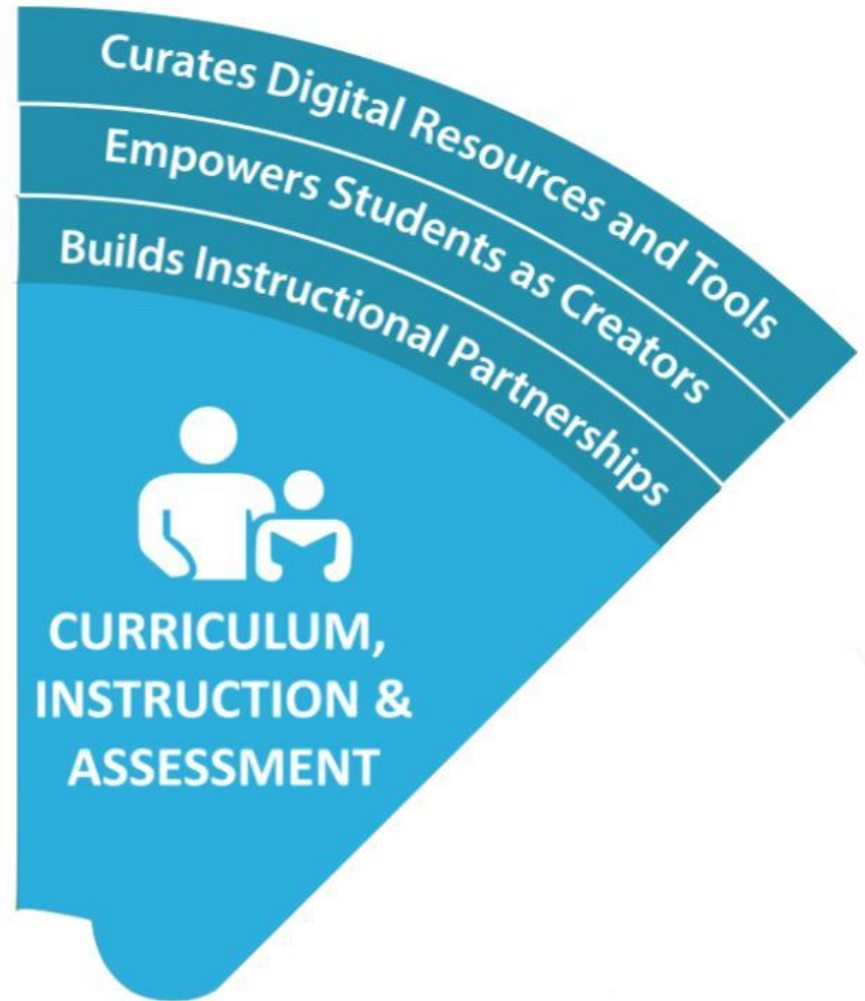 Curates Digital Resources and Tools
Empowers Students as Creators
Builds Instructional Partnerships
CURRICULUM,
INSTRUCTION &
ASSESSMENT